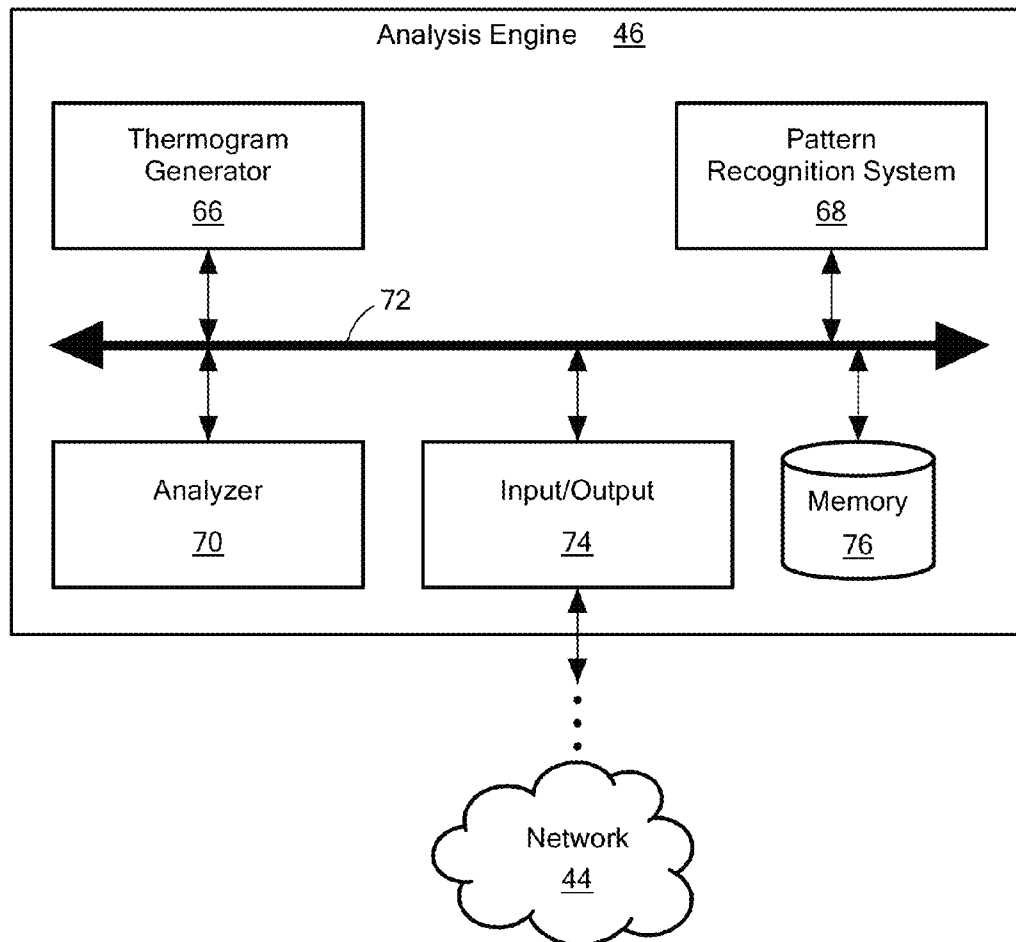 Analysis Engine 46
Thermogram
Generator
66
Pattern
Recognition System
68
72
Analyzer
70
Input/Output
74
Memory
76
Network
44